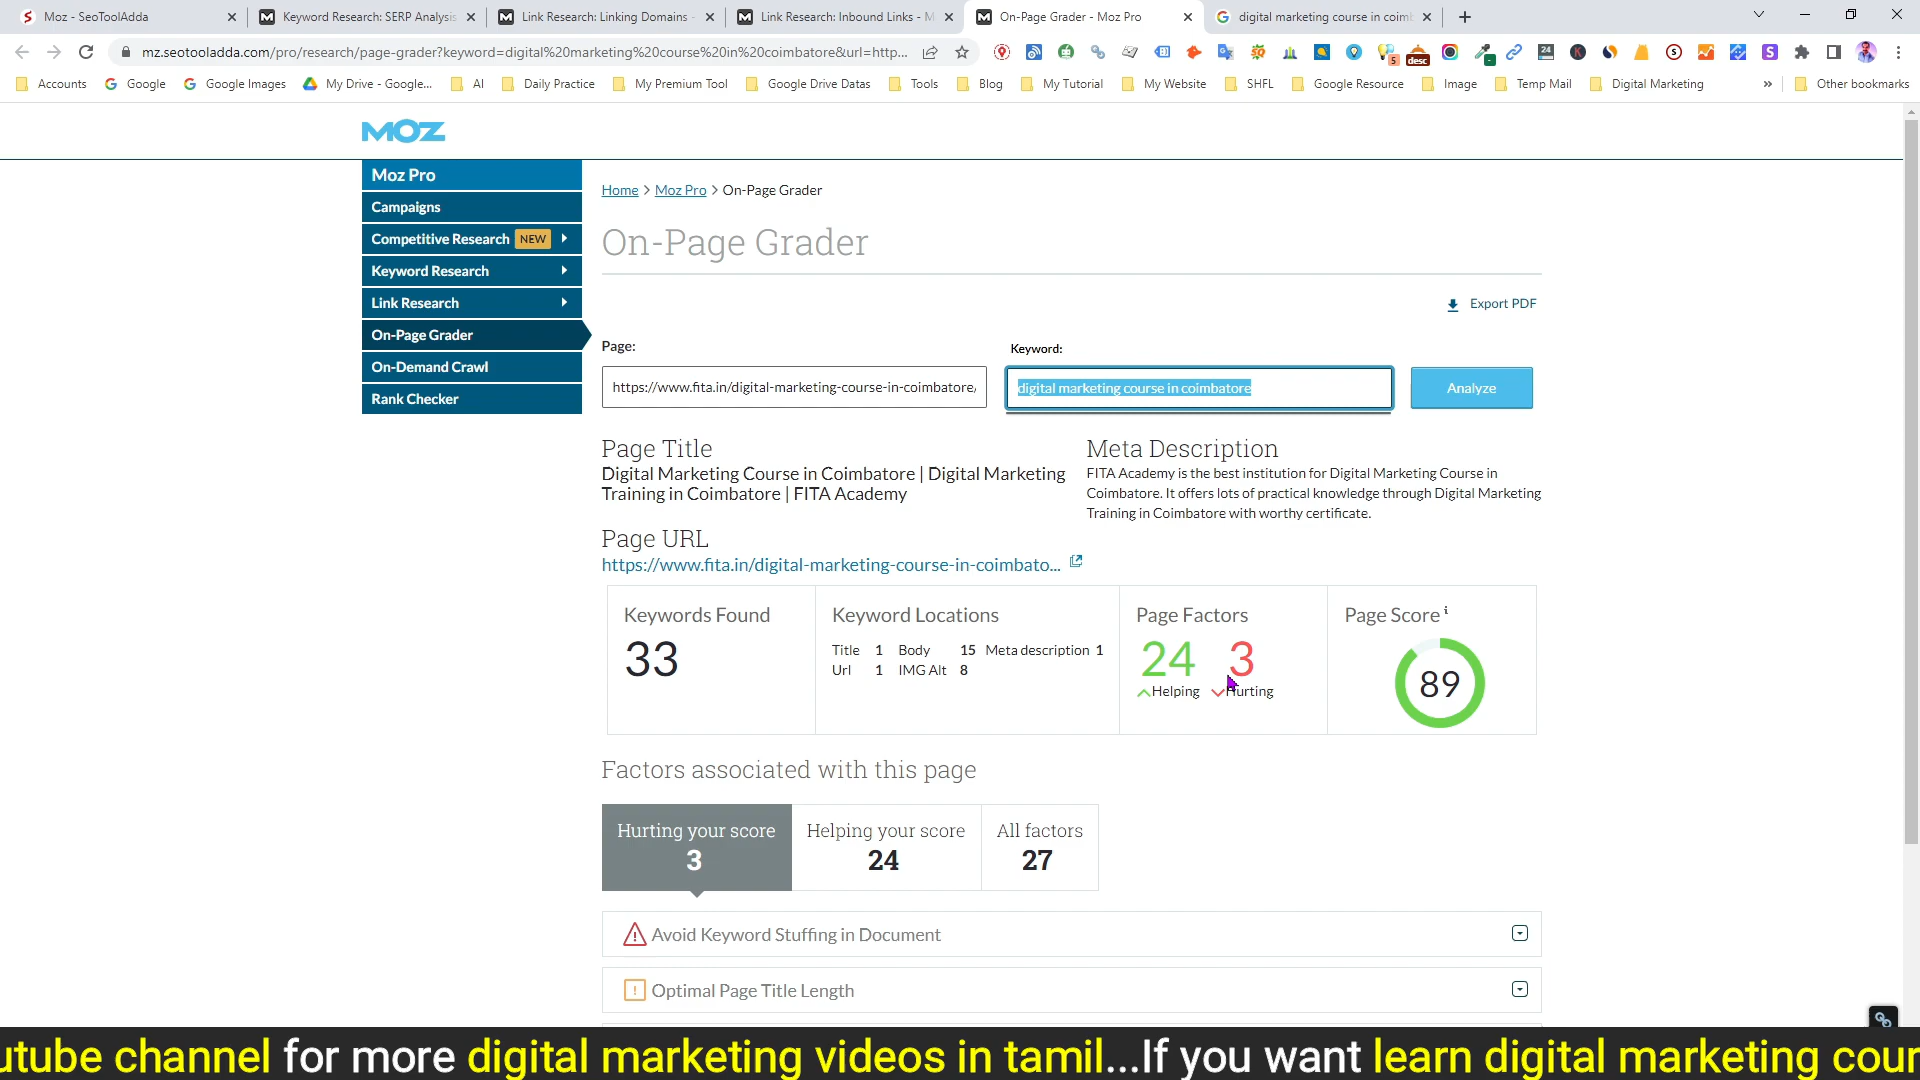 Moz - SeoToolAdda
Keyword Research: SERP Analysis
Link Research: Linking Domains -
Link Research: Inbound Links - M
On-Page Grader - Moz Pro
digital marketing course in coimb
mz.seotooladda.com/pro/research/page-grader?keyword=digital%20marketing%20course%20in%20coimbatore&url=http...
Accounts
Google
Google Images
My Drive - Google...
AI
Daily Practice
My Premium Tool
Google Drive Datas
Tools
Blog
My Tutorial
My Website
SHFL
Google Resource
Image
Temp Mail
Digital Marketing
»
Other bookmarks
MOZ
Moz Pro
Campaigns
Competitive Research NEW
Keyword Research
Link Research
On-Page Grader
On-Demand Crawl
Rank Checker
Home > Moz Pro > On-Page Grader
On-Page Grader
Export PDF
Page:
Keyword:
https://www.fita.in/digital-marketing-course-in-coimbatore,
digital marketing course in coimbatore
Analyze
Page Title
Digital Marketing Course in Coimbatore | Digital Marketing
Training in Coimbatore | FITA Academy
Meta Description
FITA Academy is the best institution for Digital Marketing Course in
Coimbatore. It offers lots of practical knowledge through Digital Marketing
Training in Coimbatore with worthy certificate.
Page URL
https://www.fita.in/digital-marketing-course-in-coimbato...
Keywords Found
33
Keyword Locations
Title 1 Body 15 Meta description 1
Url 1 IMG Alt 8
Page Factors
24 3
Helping Hurting
Page Score i
89
Factors associated with this page
Hurting your score
3
Helping your score
24
All factors
27
Avoid Keyword Stuffing in Document
Optimal Page Title Length
utube channel for more digital marketing videos in tamil...If you want learn digital marketing cour